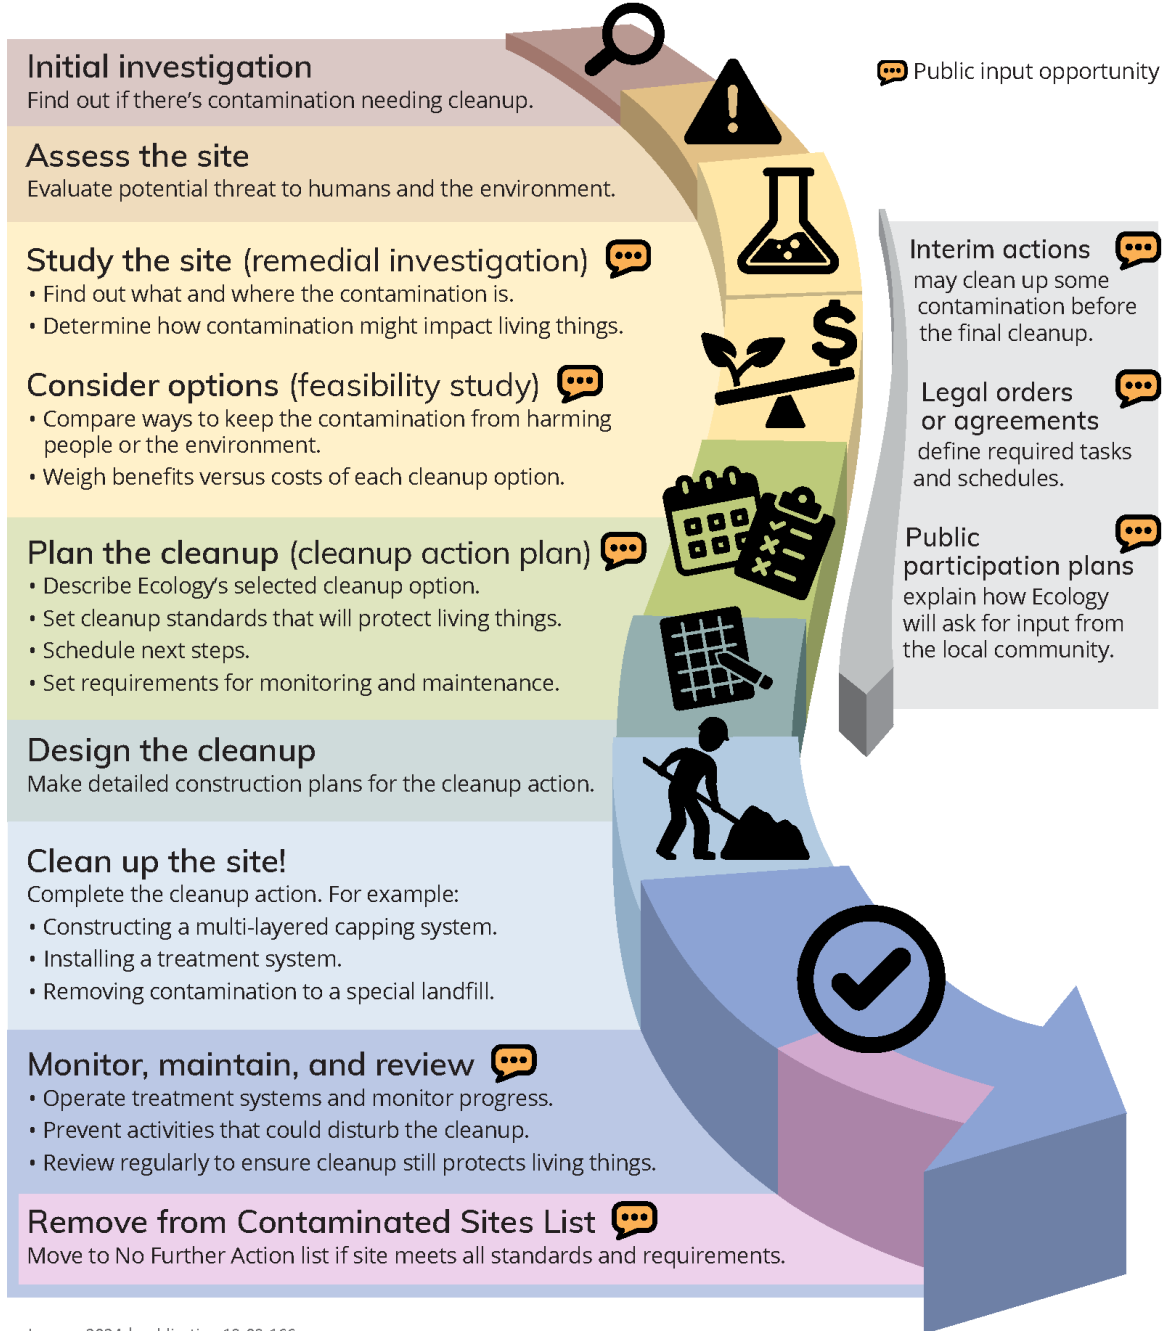 Initial investigation
Find out if there's contamination needing cleanup.
Assess the site
Evaluate potential threat to humans and the environment.
Study the site (remedial investigation)
• Find out what and where the contamination is.
• Determine how contamination might impact living things.
Consider options (feasibility study)
• Compare ways to keep the contamination from harming
people or the environment.
• Weigh benefits versus costs of each cleanup option.
Plan the cleanup (cleanup action plan)
• Describe Ecology's selected cleanup option.
• Set cleanup standards that will protect living things.
• Schedule next steps.
• Set requirements for monitoring and maintenance.
Design the cleanup
Make detailed construction plans for the cleanup action.
Clean up the site!
Complete the cleanup action. For example:
• Constructing a multi-layered capping system.
• Installing a treatment system.
• Removing contamination to a special landfill.
Monitor, maintain, and review
• Operate treatment systems and monitor progress.
• Prevent activities that could disturb the cleanup.
• Review regularly to ensure cleanup still protects living things.
Remove from Contaminated Sites List
Move to No Further Action list if site meets all standards and requirements.
Public input opportunity
$
Interim actions
may clean up some
contamination before
the final cleanup.
Legal orders
or agreements
define required tasks
and schedules.
Public
participation plans
explain how Ecology
will ask for input from
the local community.